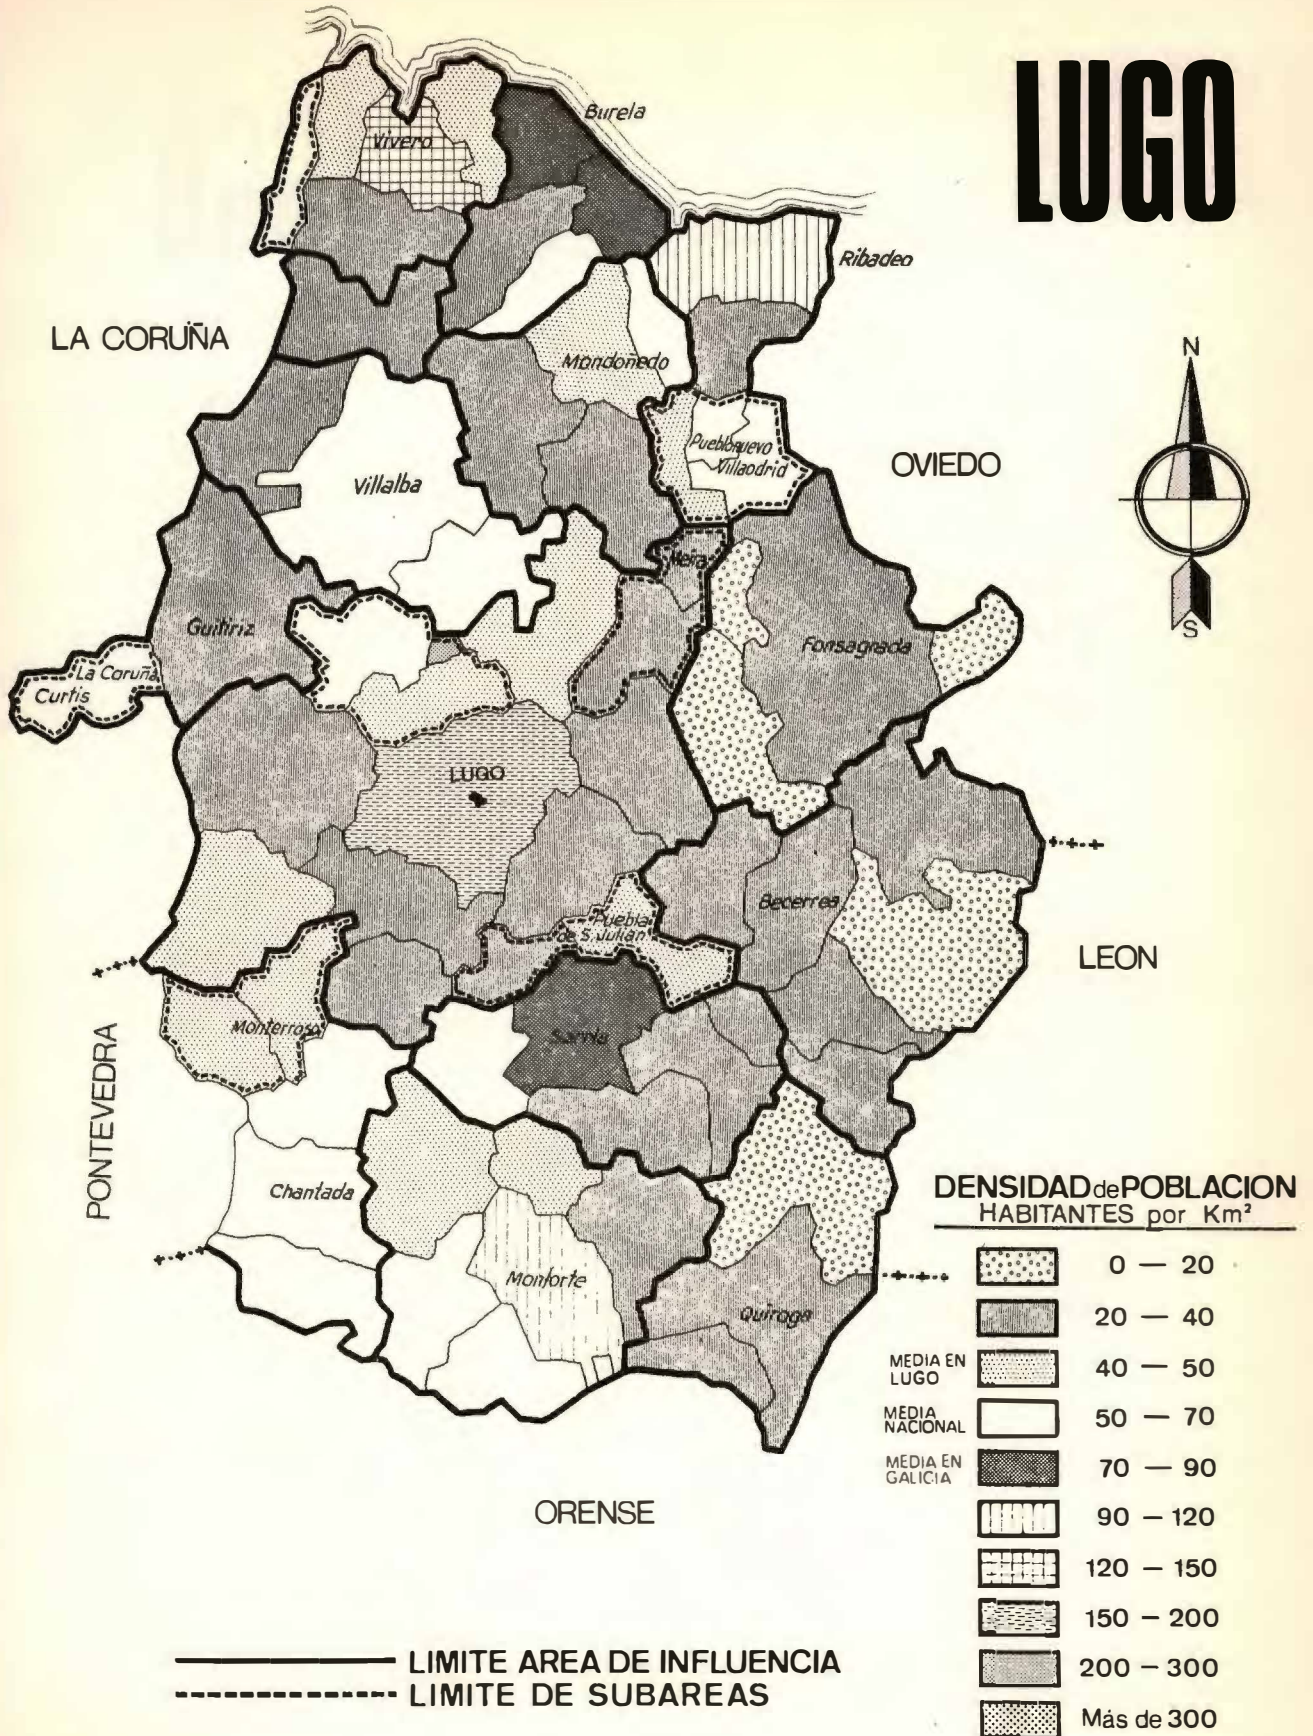 LUGO
Burela
Vivero
Ribadeo
LA CORUÑA
Mondoñedo
N
Pueblonuevo
Villaodrid
OVIEDO
Villalba
Meira
S
Guitiriz
Fonsagrada
La Coruña
Curtis
LUGO
Becerrea
Puebla
de S. Julian
LEON
Monterroso
Sarria
PONTEVEDRA
Chantada
Monforte
Quiroga
ORENSE
DENSIDAD de POBLACION
HABITANTES por Km²
0 — 20
20 — 40
MEDIA EN
LUGO
40 — 50
MEDIA
NACIONAL
50 — 70
MEDIA EN
GALICIA
70 — 90
90 — 120
120 — 150
150 — 200
200 — 300
Más de 300
LIMITE AREA DE INFLUENCIA
LIMITE DE SUBAREAS